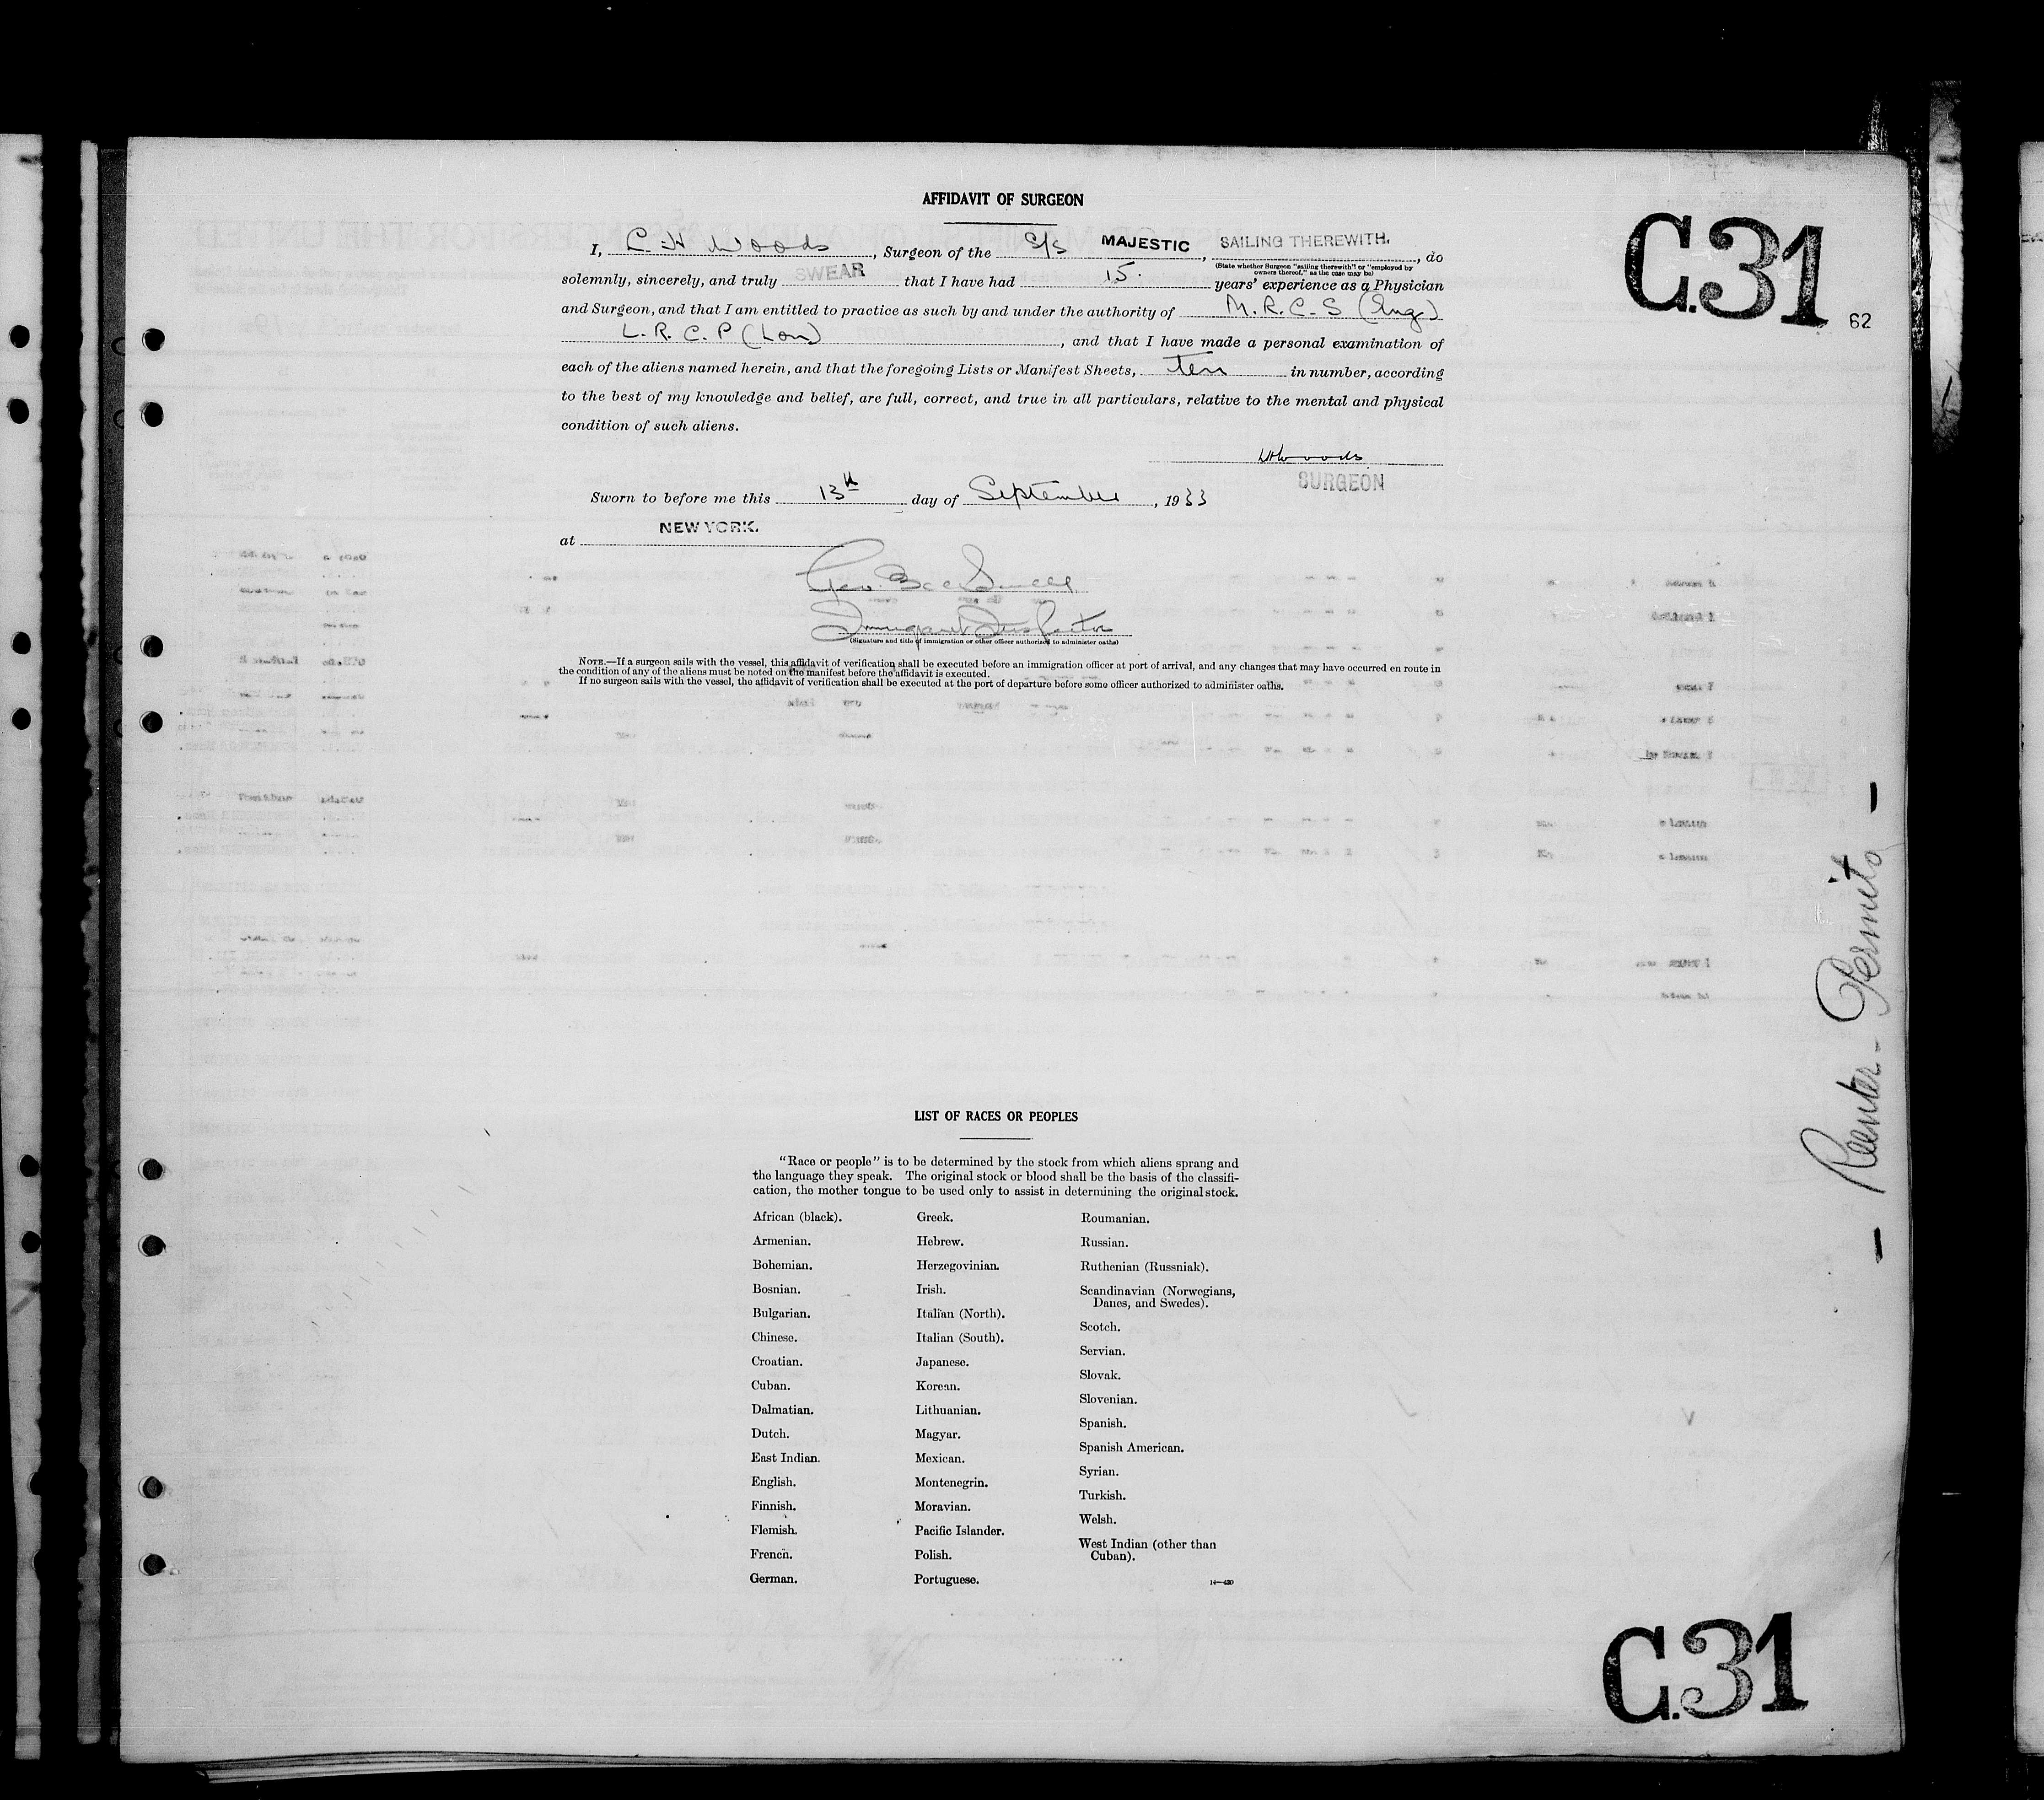 AFFIDAVIT OF SURGEON
C.31
62
I, C. H. Woods, Surgeon of the S/S MAJESTIC, SAILING THEREWITH., do
(State whether Surgeon "sailing therewith" or "employed by
owners thereof," as the case may be)
solemnly, sincerely, and truly SWEAR that I have had 15. years' experience as a Physician
and Surgeon, and that I am entitled to practice as such by and under the authority of M.R.C.S (Eng.)
L.R.C.P (Lon), and that I have made a personal examination of
each of the aliens named herein, and that the foregoing Lists or Manifest Sheets, Ten in number, according
to the best of my knowledge and belief, are full, correct, and true in all particulars, relative to the mental and physical
condition of such aliens.
Woods
SURGEON
Sworn to before me this 13th day of September, 1933
at NEW YORK.
Geo.
Immigrant Inspector
(Signature and title of immigration or other officer authorized to administer oaths)
NOTE.—If a surgeon sails with the vessel, this affidavit of verification shall be executed before an immigration officer at port of arrival, and any changes that may have occurred en route in
the condition of any of the aliens must be noted on the manifest before the affidavit is executed.
If no surgeon sails with the vessel, the affidavit of verification shall be executed at the port of departure before some officer authorized to administer oaths.
— Reenter - Permits —
LIST OF RACES OR PEOPLES
"Race or people" is to be determined by the stock from which aliens sprang and
the language they speak. The original stock or blood shall be the basis of the classifi-
cation, the mother tongue to be used only to assist in determining the original stock.
African (black).
Armenian.
Bohemian.
Bosnian.
Bulgarian.
Chinese.
Croatian.
Cuban.
Dalmatian.
Dutch.
East Indian.
English.
Finnish.
Flemish.
French.
German.
Greek.
Hebrew.
Herzegovinian.
Irish.
Italian (North).
Italian (South).
Japanese.
Korean.
Lithuanian.
Magyar.
Mexican.
Montenegrin.
Moravian.
Pacific Islander.
Polish.
Portuguese.
Roumanian.
Russian.
Ruthenian (Russniak).
Scandinavian (Norwegians,
Danes, and Swedes).
Scotch.
Servian.
Slovak.
Slovenian.
Spanish.
Spanish American.
Syrian.
Turkish.
Welsh.
West Indian (other than
Cuban).
14—430
C.31